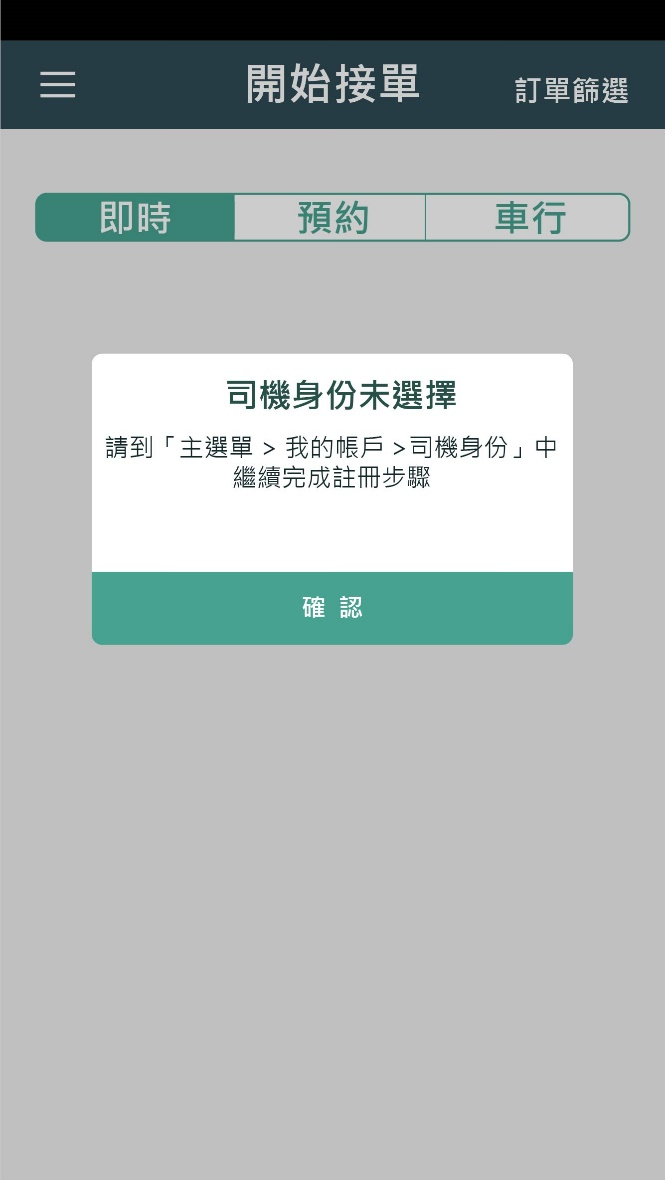 開始接單
訂單篩選
即時
預約
車行
司機身份未選擇
請到「主選單 > 我的帳戶 >司機身份」中
繼續完成註冊步驟
確 認